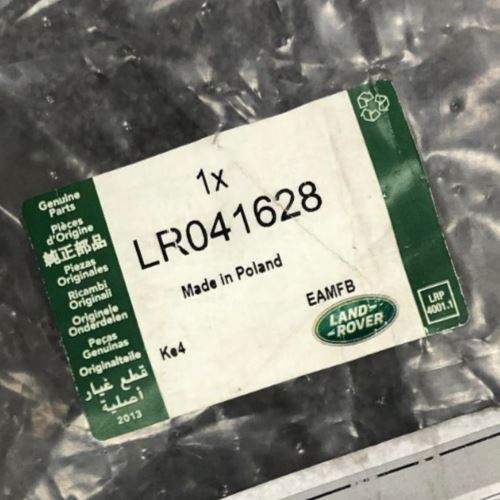 Genuine
Parts
Pièces
d'Origine
純正部品
Piezas
Originales
Ricambi
Originali
Originele
Onderdelen
Peças
Genuínas
Originalteile
قطع غيار
أصلية
2013
1x
LR041628
Made in Poland
EAMFB
Ke4
LAND-
-ROVER
LRP
4001.1